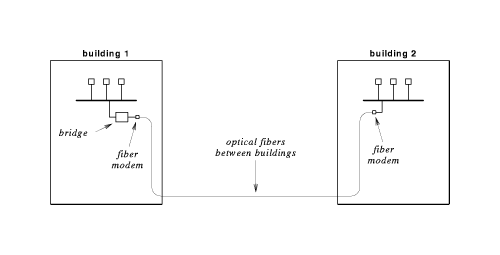 building 1
building 2
bridge
fiber
modem
optical fibers
between buildings
fiber
modem